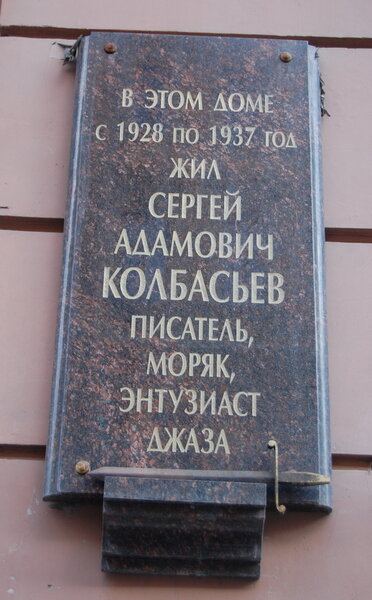 В ЭТОМ ДОМЕ
С 1928 ПО 1937 ГОД
ЖИЛ
СЕРГЕЙ
АДАМОВИЧ
КОЛБАСЬЕВ
ПИСАТЕЛЬ,
МОРЯК,
ЭНТУЗИАСТ
ДЖАЗА